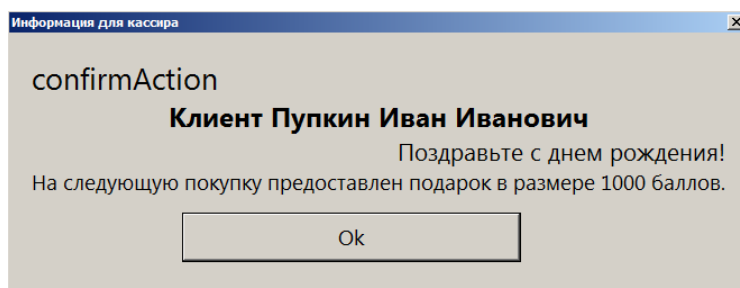 Информация для кассира
confirmAction
Клиент Пупкин Иван Иванович
Поздравьте с днем рождения!
На следующую покупку предоставлен подарок в размере 1000 баллов.
Ok